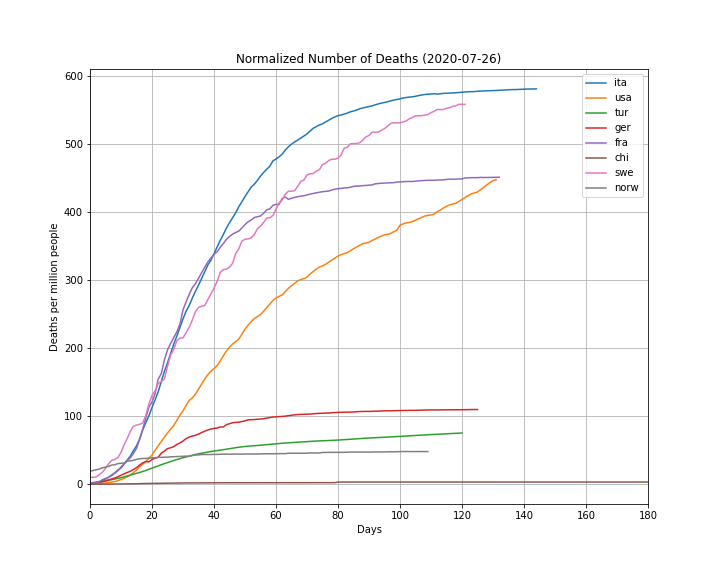 Normalized Number of Deaths (2020-07-26)
600
500
400
300
200
100
0
Deaths per million people
0 20 40 60 80 100 120 140 160 180
Days
ita
usa
tur
ger
fra
chi
swe
norw